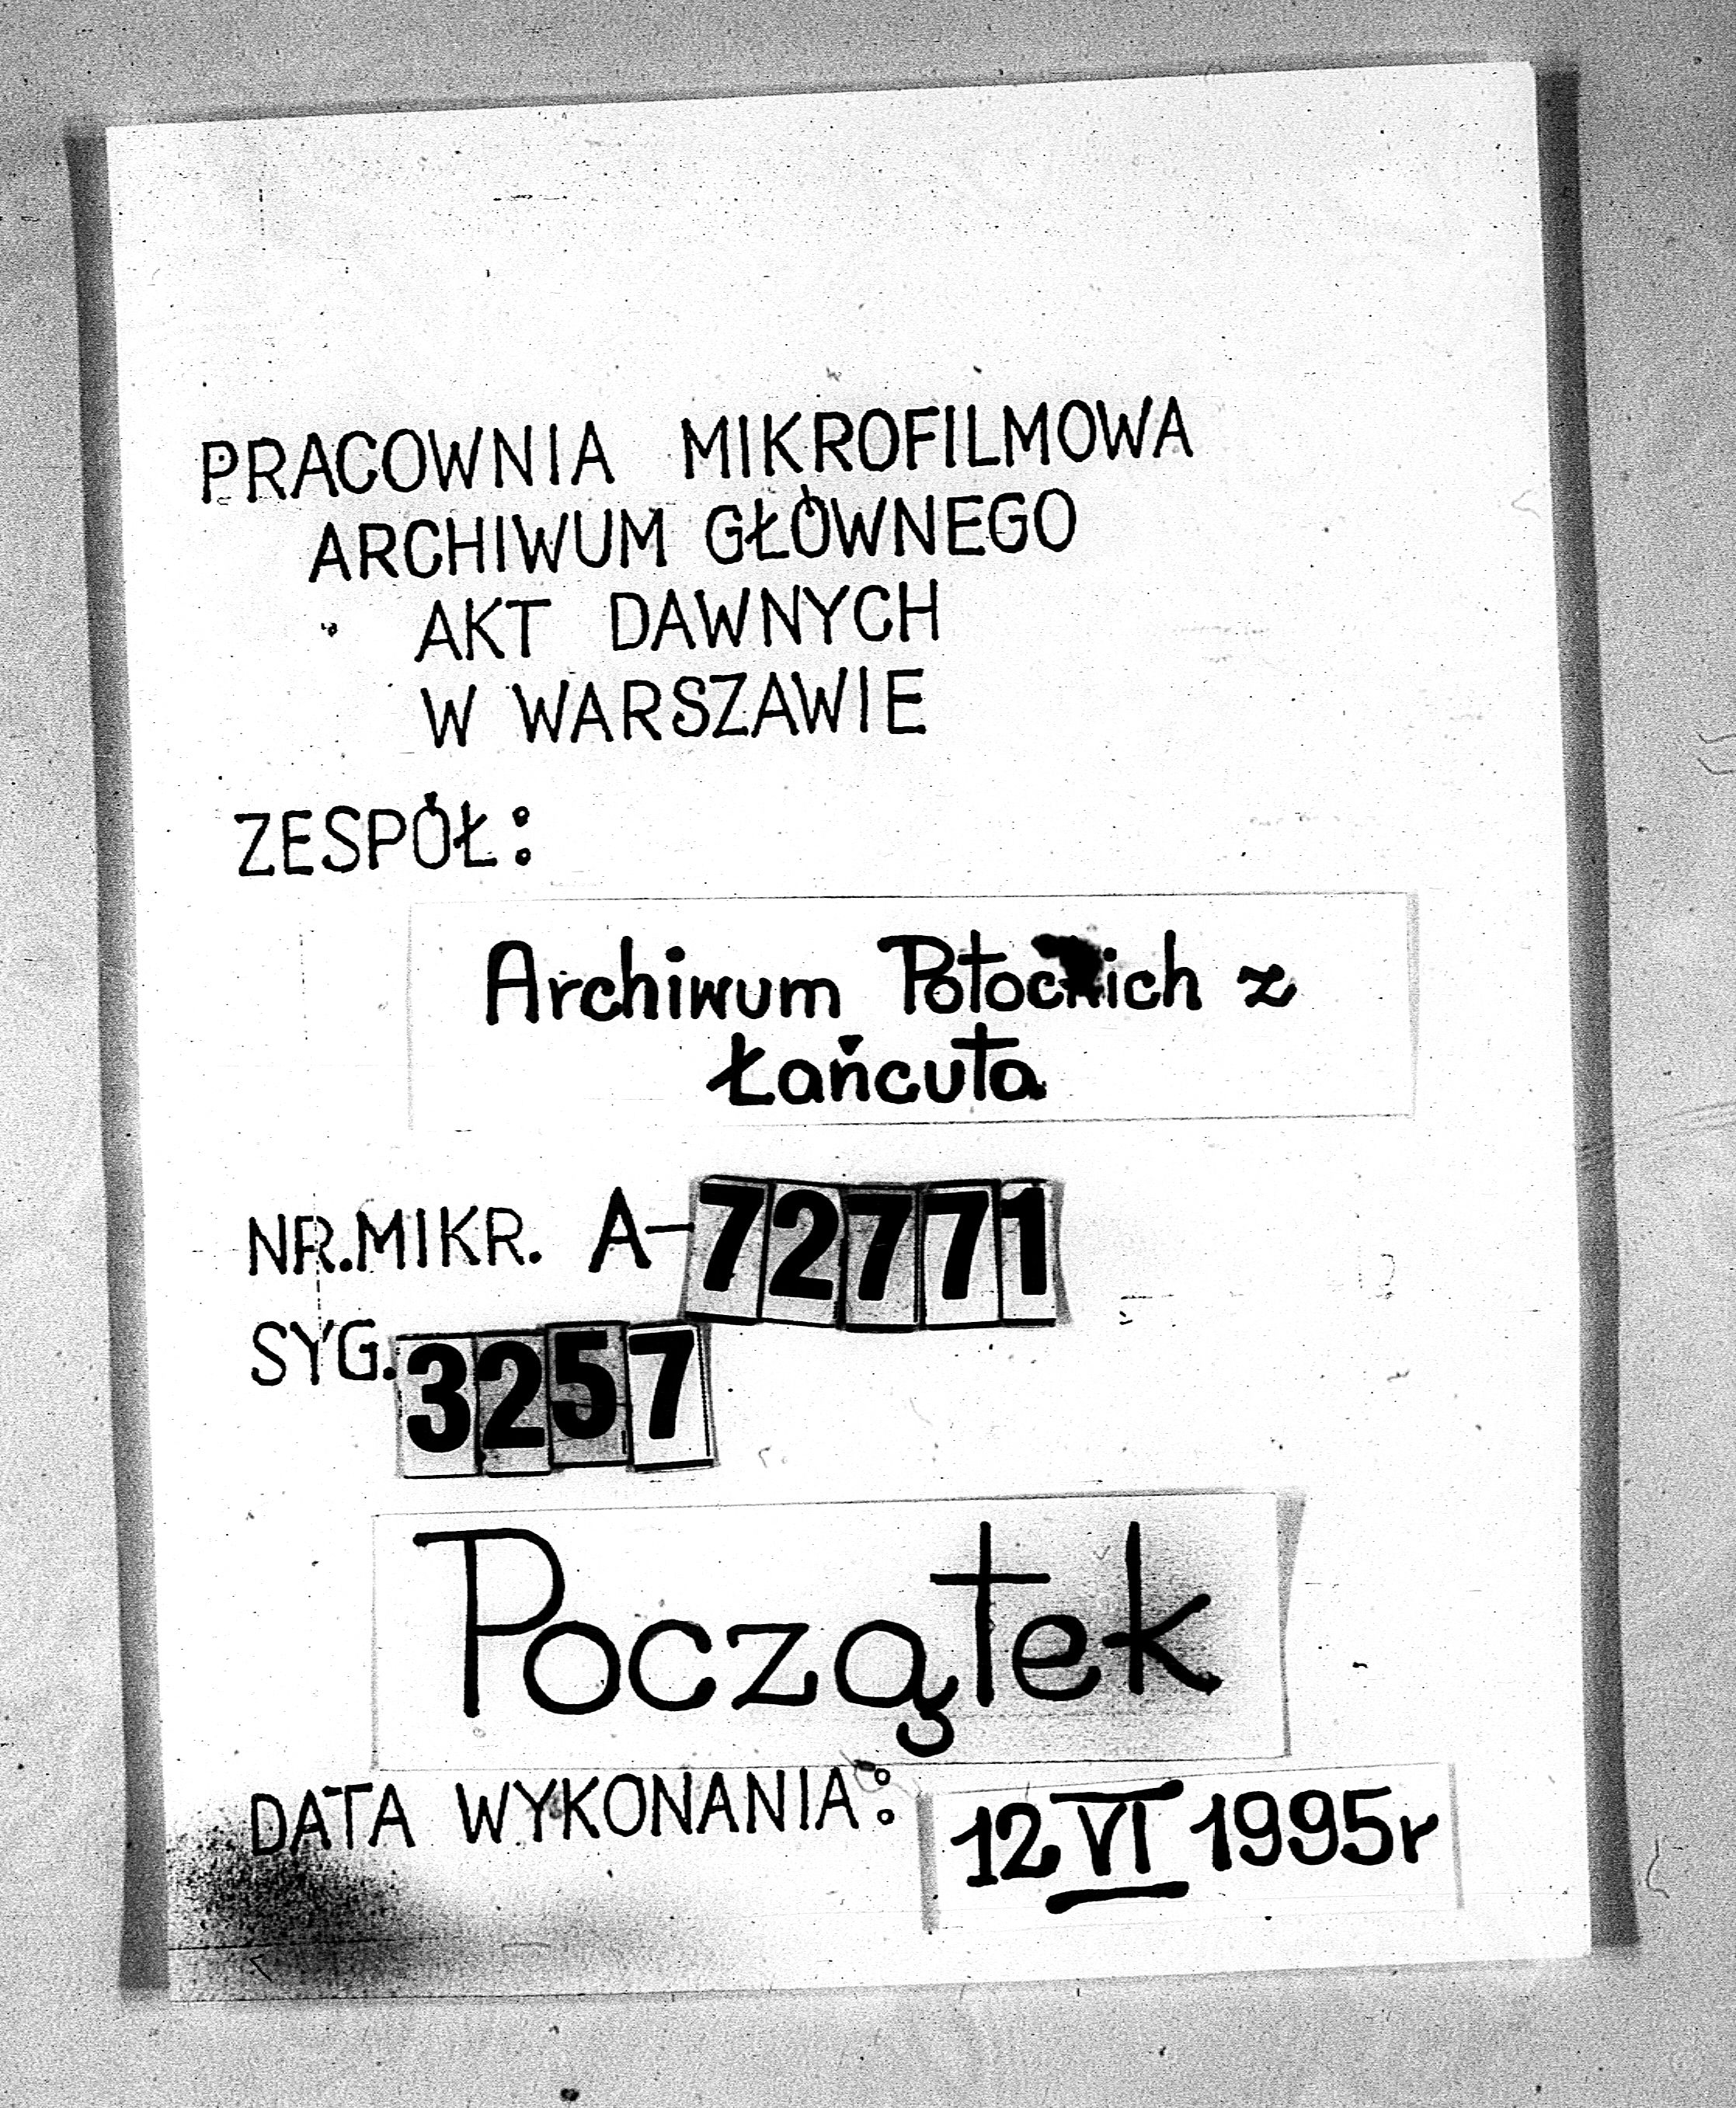 PRACOWNIA MIKROFILMOWA
ARCHIWUM GŁÓWNEGO
AKT DAWNYCH
W WARSZAWIE
ZESPÓŁ:
Archiwum Potockich z
Łańcuta
NR.MIKR. A-72771
SYG. 3257
Początek
DATA WYKONANIA: 12 VI 1995r